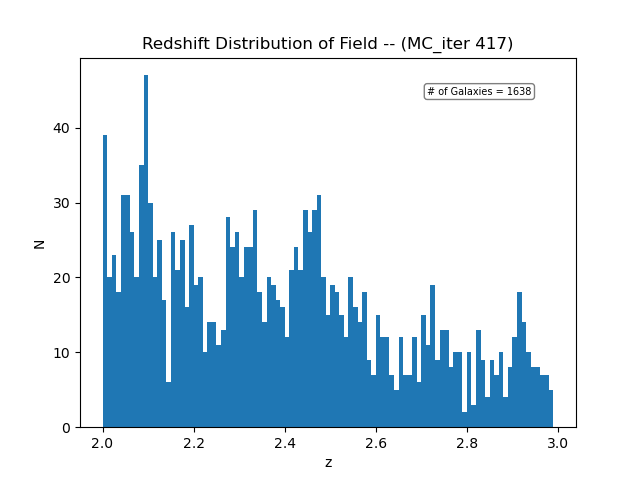 Redshift Distribution of Field -- (MC_iter 417)
# of Galaxies = 1638
N
40
30
20
10
0
2.0 2.2 2.4 2.6 2.8 3.0
z